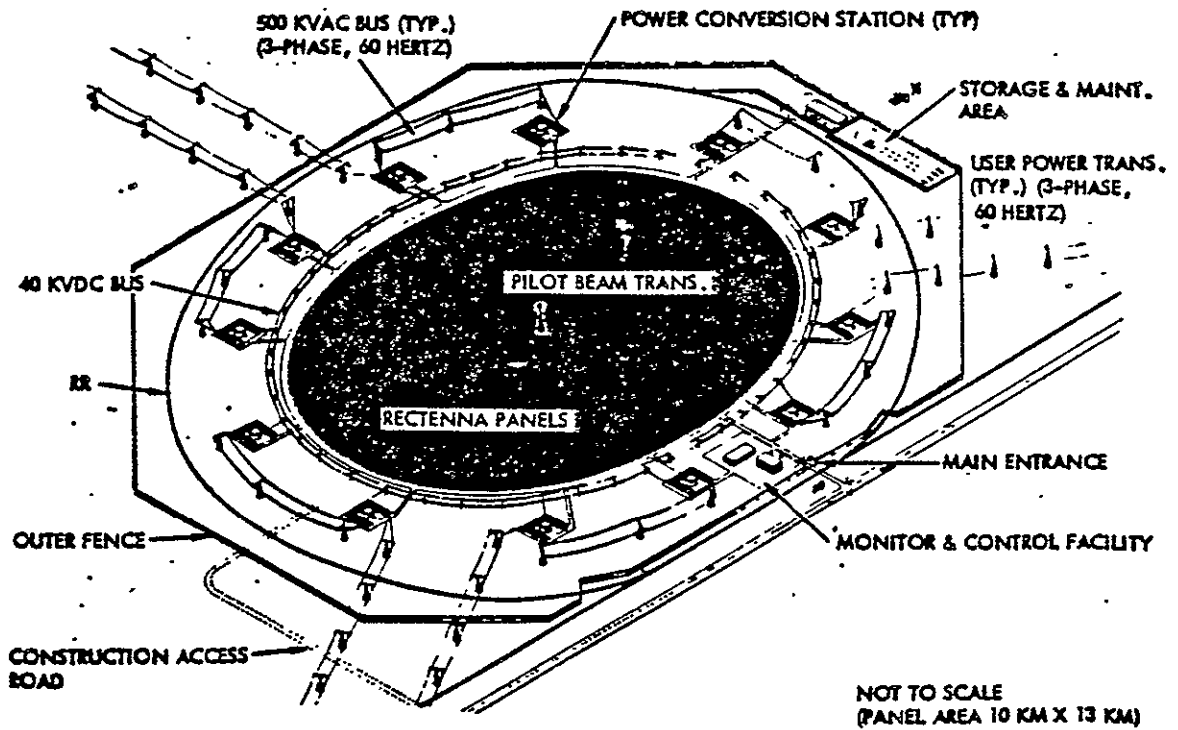 500 KVAC BUS (TYP.)
(3-PHASE, 60 HERTZ)
POWER CONVERSION STATION (TYP)
STORAGE & MAINT.
AREA
USER POWER TRANS.
(TYP.) (3-PHASE,
60 HERTZ)
40 KVDC BUS
PILOT BEAM TRANS.
RR
RECTENNA PANELS
MAIN ENTRANCE
OUTER FENCE
MONITOR & CONTROL FACILITY
CONSTRUCTION ACCESS
ROAD
NOT TO SCALE
(PANEL AREA 10 KM X 13 KM)